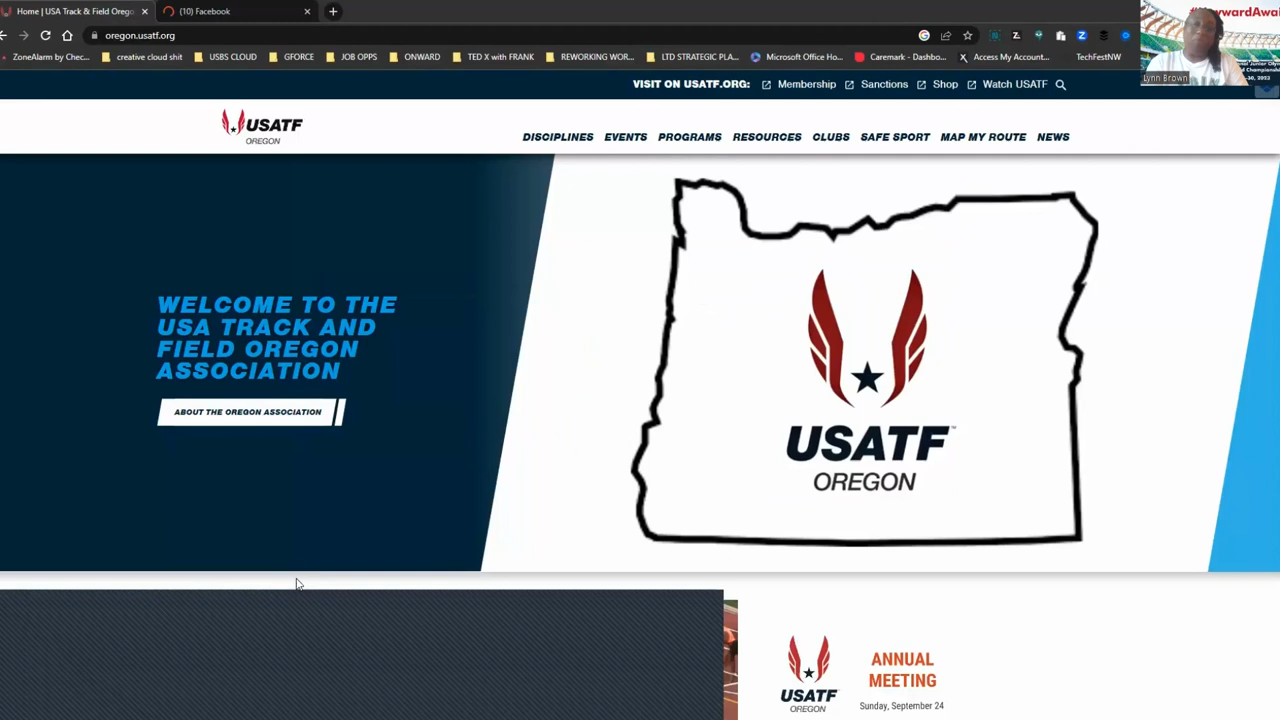 Home | USA Track & Field Orego
(10) Facebook
oregon.usatf.org
ZoneAlarm by Chec...
creative cloud shit
USBS CLOUD
GFORCE
JOB OPPS
ONWARD
TED X with FRANK
REWORKING WOR...
LTD STRATEGIC PLA...
Microsoft Office Ho...
Caremark - Dashbo...
Access My Account...
TechFestNW
Lynn Brown
VISIT ON USATF.ORG:
Membership
Sanctions
Shop
Watch USATF
USATF
OREGON
DISCIPLINES
EVENTS
PROGRAMS
RESOURCES
CLUBS
SAFE SPORT
MAP MY ROUTE
NEWS
WELCOME TO THE
USA TRACK AND
FIELD OREGON
ASSOCIATION
ABOUT THE OREGON ASSOCIATION
USATF™
OREGON
USATF
OREGON
ANNUAL
MEETING
Sunday, September 24